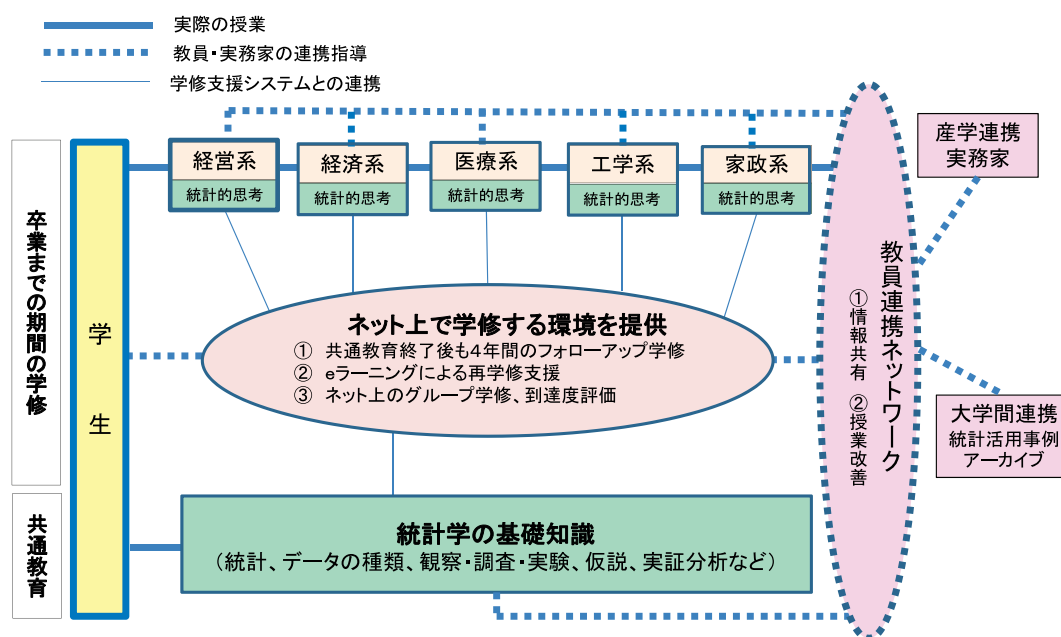 実際の授業
教員・実務家の連携指導
学修支援システムとの連携
卒業までの期間の学修
共通教育
学生
経営系
統計的思考
経済系
統計的思考
医療系
統計的思考
工学系
統計的思考
家政系
統計的思考
ネット上で学修する環境を提供
① 共通教育終了後も4年間のフォローアップ学修
② eラーニングによる再学修支援
③ ネット上のグループ学修、到達度評価
統計学の基礎知識
（統計、データの種類、観察・調査・実験、仮説、実証分析など）
教員連携ネットワーク
①情報共有 ②授業改善
産学連携
実務家
大学間連携
統計活用事例
アーカイブ